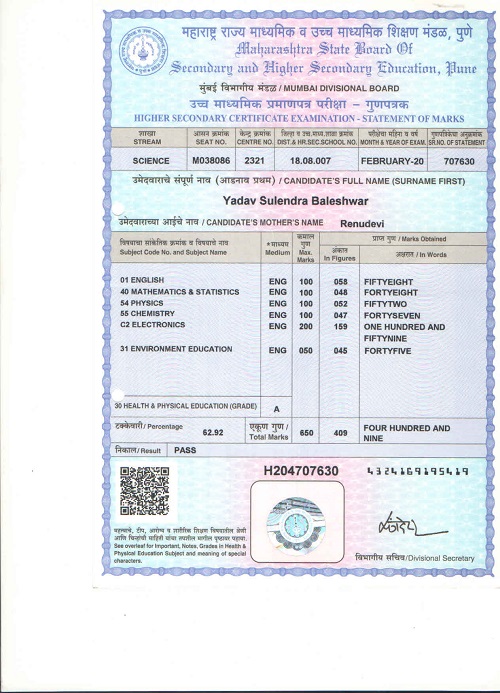 महाराष्ट्र राज्य माध्यमिक व उच्च माध्यमिक शिक्षण मंडळ, पुणे
Maharashtra State Board Of
Secondary and Higher Secondary Education, Pune
मुंबई विभागीय मंडळ / MUMBAI DIVISIONAL BOARD
उच्च माध्यमिक प्रमाणपत्र परीक्षा - गुणपत्रक
HIGHER SECONDARY CERTIFICATE EXAMINATION - STATEMENT OF MARKS
शाखा आसन क्रमांक केन्द्र क्रमांक जिल्हा व उच्च.माध्य.शाळा क्रमांक परीक्षेचा महिना व वर्ष गुणपत्रिकेचा अनुक्रमांक
STREAM SEAT NO. CENTRE NO. DIST.& HR.SEC.SCHOOL NO. MONTH & YEAR OF EXAM. SR.NO. OF STATEMENT
SCIENCE M038086 2321 18.08.007 FEBRUARY-20 707630
उमेदवाराचे संपूर्ण नाव (आडनाव प्रथम) / CANDIDATE'S FULL NAME (SURNAME FIRST)
Yadav Sulendra Baleshwar
उमेदवाराच्या आईचे नाव / CANDIDATE'S MOTHER'S NAME Renudevi
विषयाचा सांकेतिक क्रमांक व विषयाचे नाव
Subject Code No. and Subject Name
*माध्यम
Medium
कमाल गुण
Max. Marks
प्राप्त गुण / Marks Obtained
अंकात
In Figures
अक्षरात / In Words
01 ENGLISH ENG 100 058 FIFTYEIGHT
40 MATHEMATICS & STATISTICS ENG 100 048 FORTYEIGHT
54 PHYSICS ENG 100 052 FIFTYTWO
55 CHEMISTRY ENG 100 047 FORTYSEVEN
C2 ELECTRONICS ENG 200 159 ONE HUNDRED AND
FIFTYNINE
31 ENVIRONMENT EDUCATION ENG 050 045 FORTYFIVE
30 HEALTH & PHYSICAL EDUCATION (GRADE) A
टक्केवारी / Percentage 62.92 एकूण गुण / Total Marks 650 409 FOUR HUNDRED AND
NINE
निकाल / Result PASS
H204707630
महत्वाचे, टीप, आरोग्य व शारीरिक शिक्षण विषयातील श्रेणी
See overleaf for Important, Notes, Grades in Health &
Physical Education Subject and meaning of special
characters.
विभागीय सचिव/Divisional Secretary